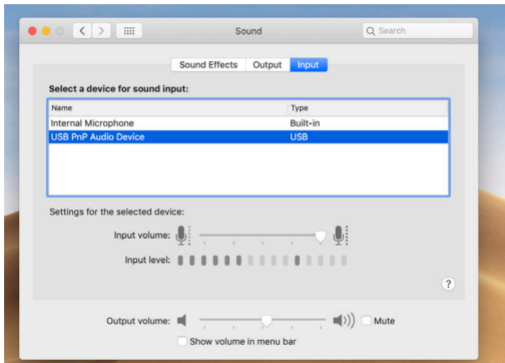 Sound
Search
Sound Effects Output Input
Select a device for sound input:
Name Type
Internal Microphone Built-in
USB PnP Audio Device USB
Settings for the selected device:
Input volume:
Input level:
?
Output volume: Mute
Show volume in menu bar